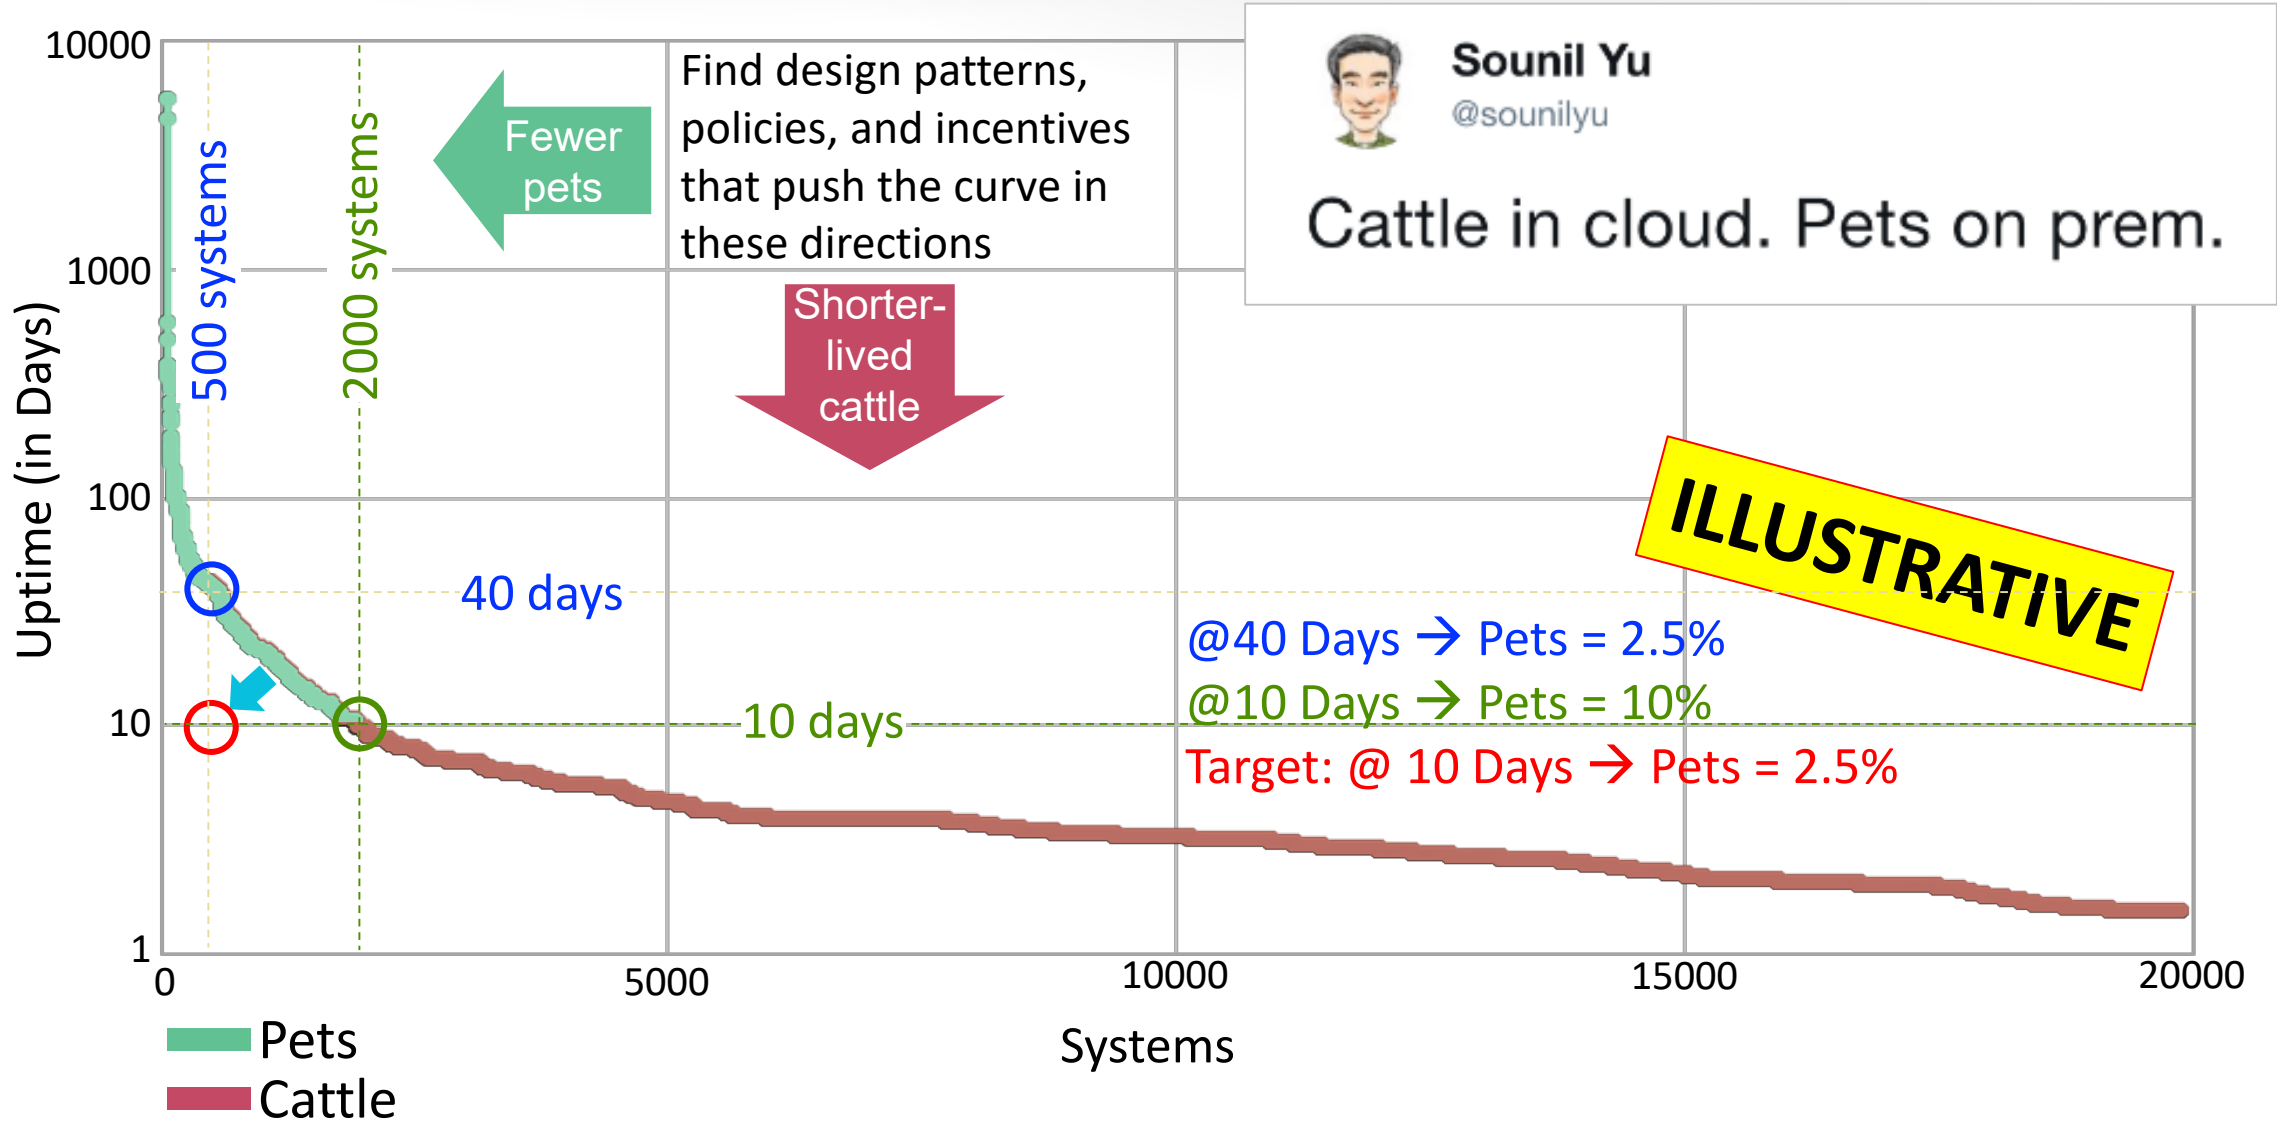 10000
1000
100
10
1
Uptime (in Days)
500 systems
2000 systems
Fewer
pets
Find design patterns,
policies, and incentives
that push the curve in
these directions
Shorter-
lived
cattle
Sounil Yu
@sounilyu
Cattle in cloud. Pets on prem.
ILLUSTRATIVE
40 days
@40 Days → Pets = 2.5%
@10 Days → Pets = 10%
10 days
Target: @ 10 Days → Pets = 2.5%
0
5000
10000
15000
20000
Systems
Pets
Cattle